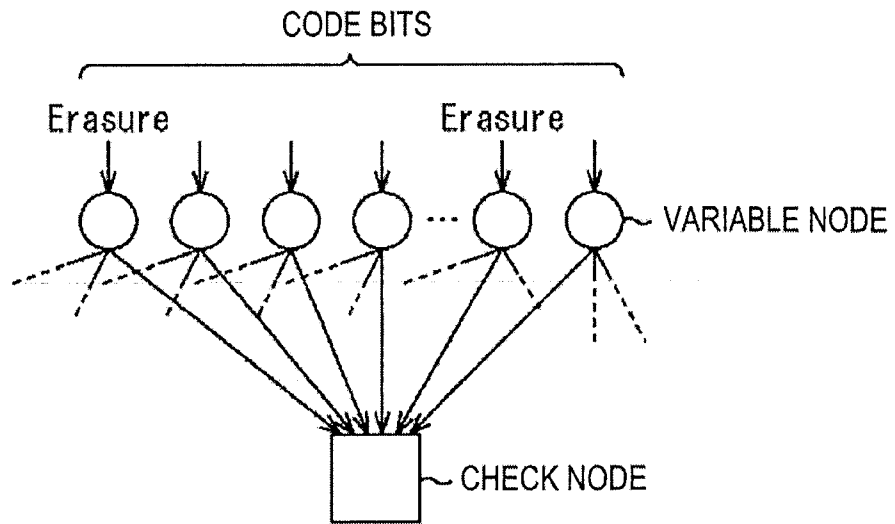 CODE BITS
Erasure
Erasure
...
VARIABLE NODE
CHECK NODE